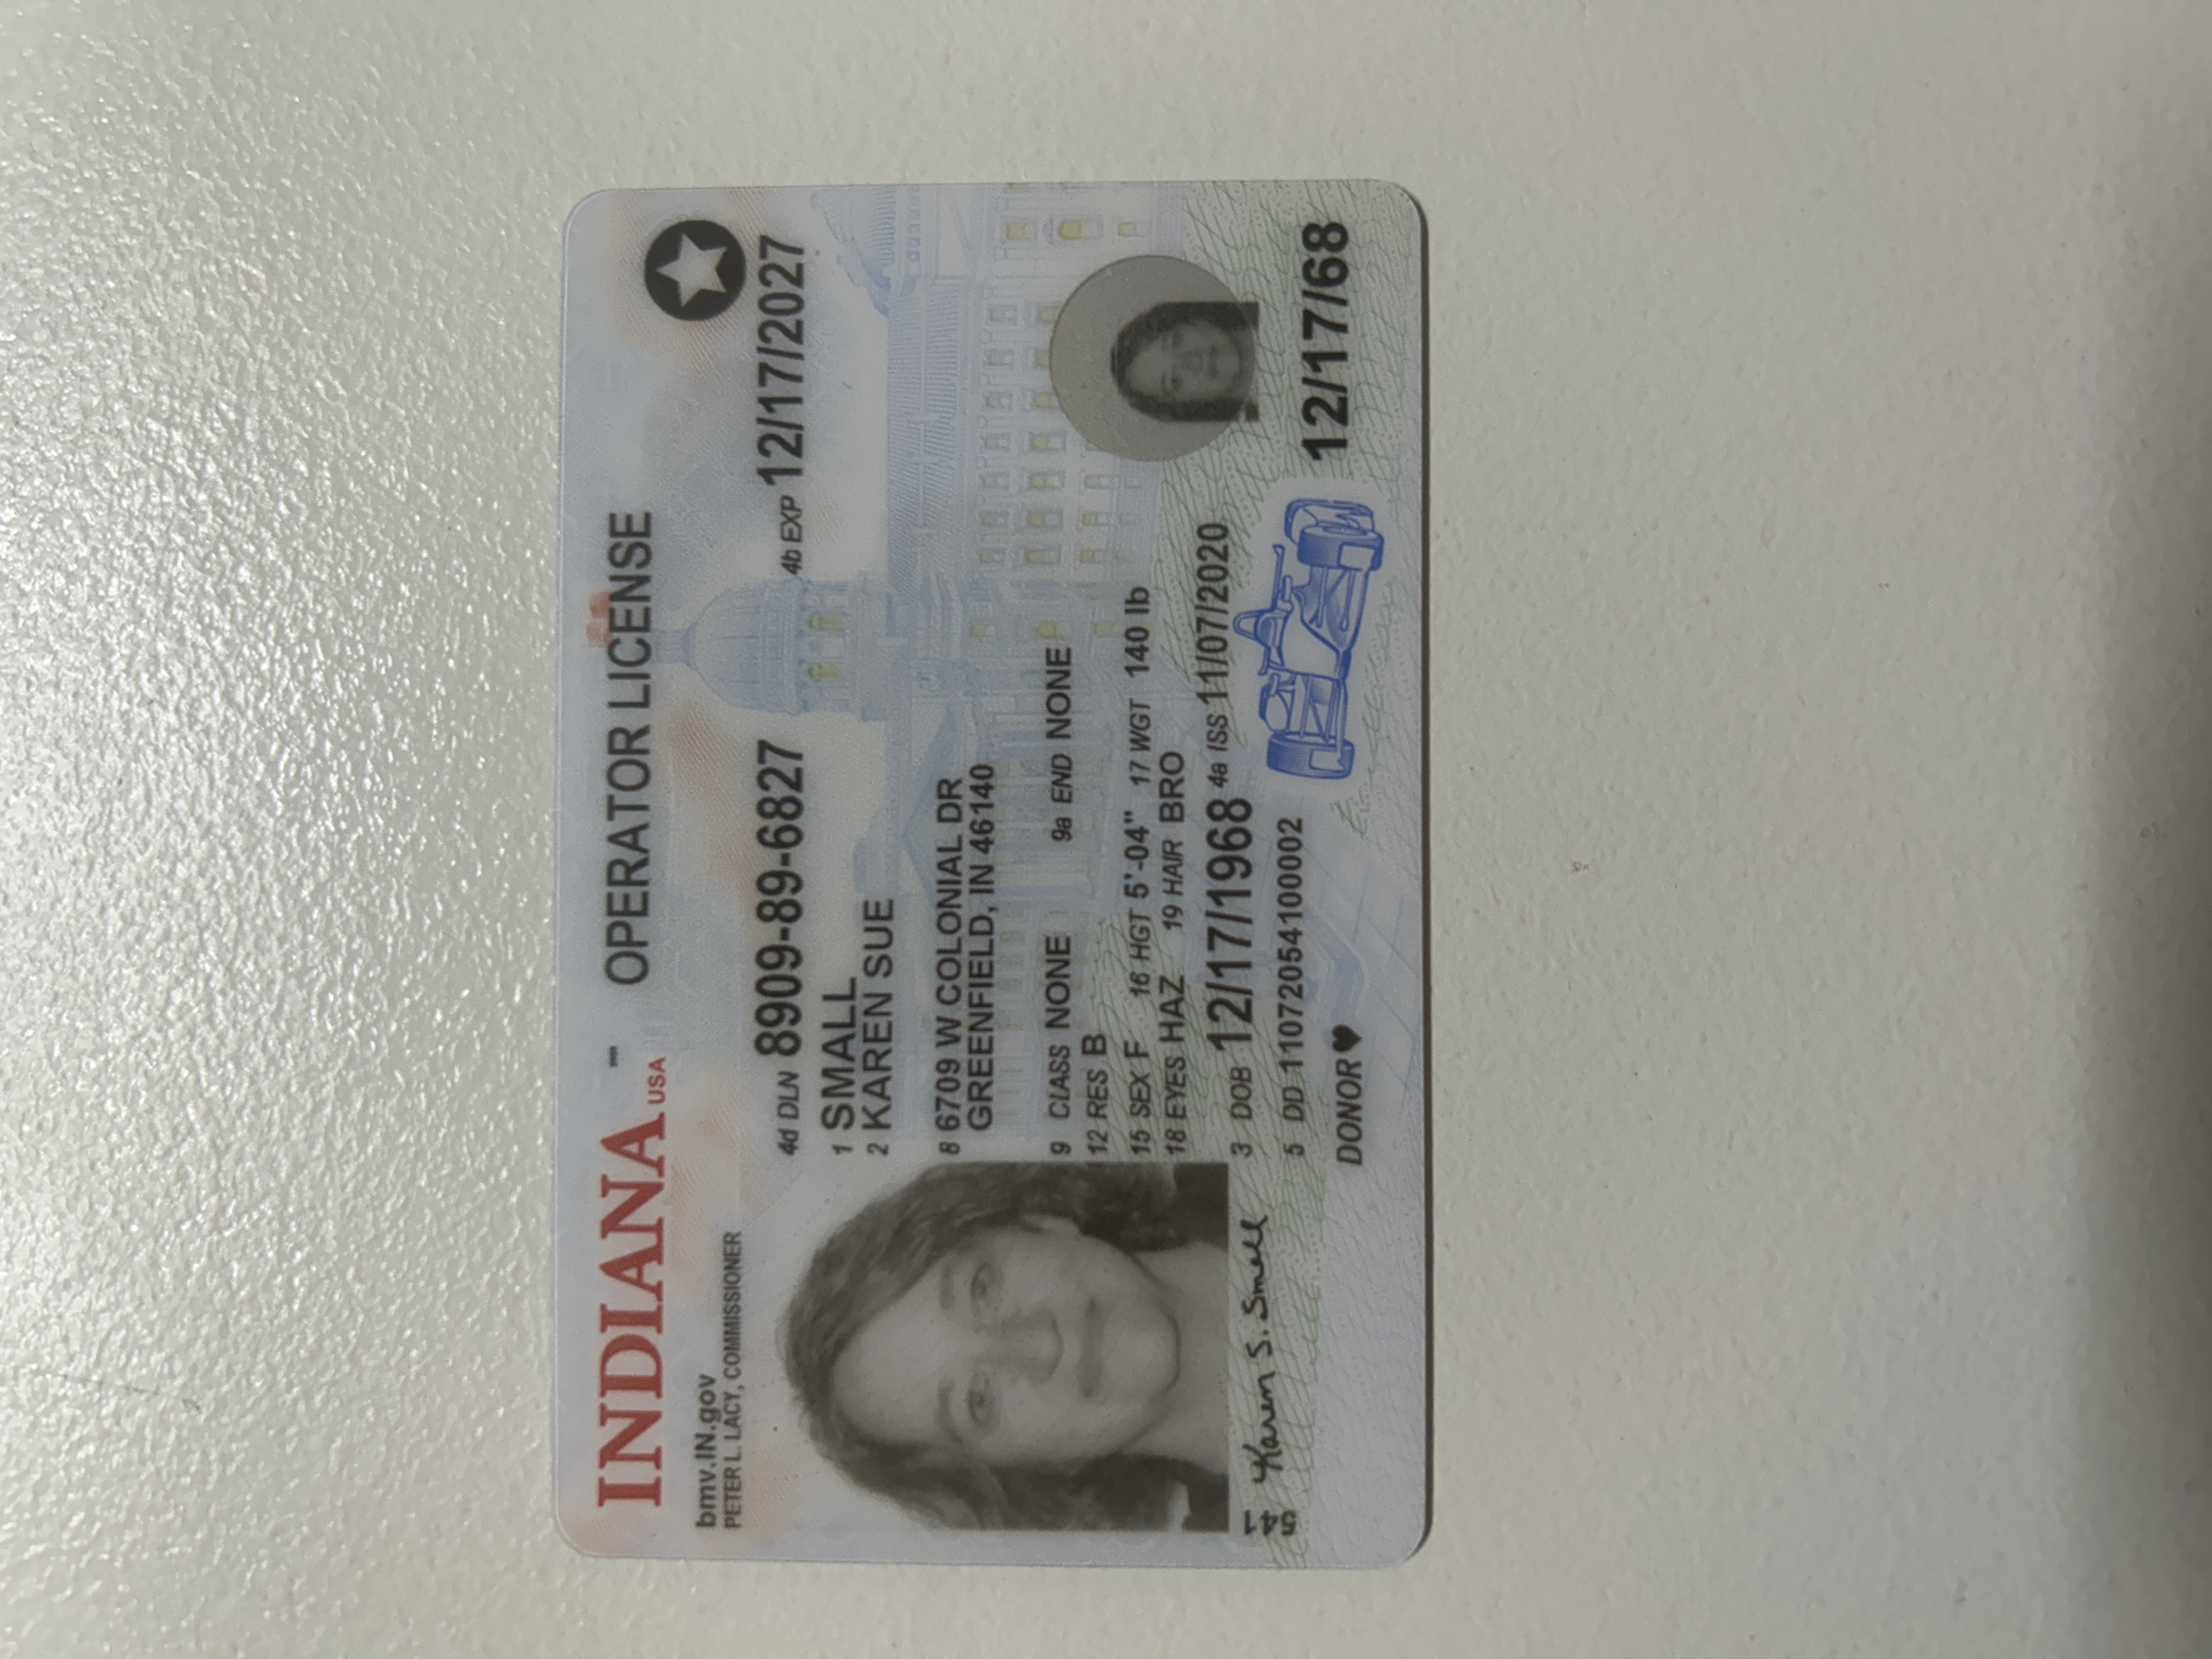 INDIANA USA - OPERATOR LICENSE
bmv.IN.gov
PETER L. LACY, COMMISSIONER
4d DLN 8909-89-6827 4b EXP 12/17/2027
1 SMALL
2 KAREN SUE
8 6709 W COLONIAL DR
GREENFIELD, IN 46140
9 CLASS NONE 9a END NONE
12 RES B
15 SEX F 16 HGT 5'-04" 17 WGT 140 lb
18 EYES HAZ 19 HAIR BRO
3 DOB 12/17/1968 4a ISS 11/07/2020
541 Karen S. Small
5 DD 11072054100002
12/17/68
DONOR♥